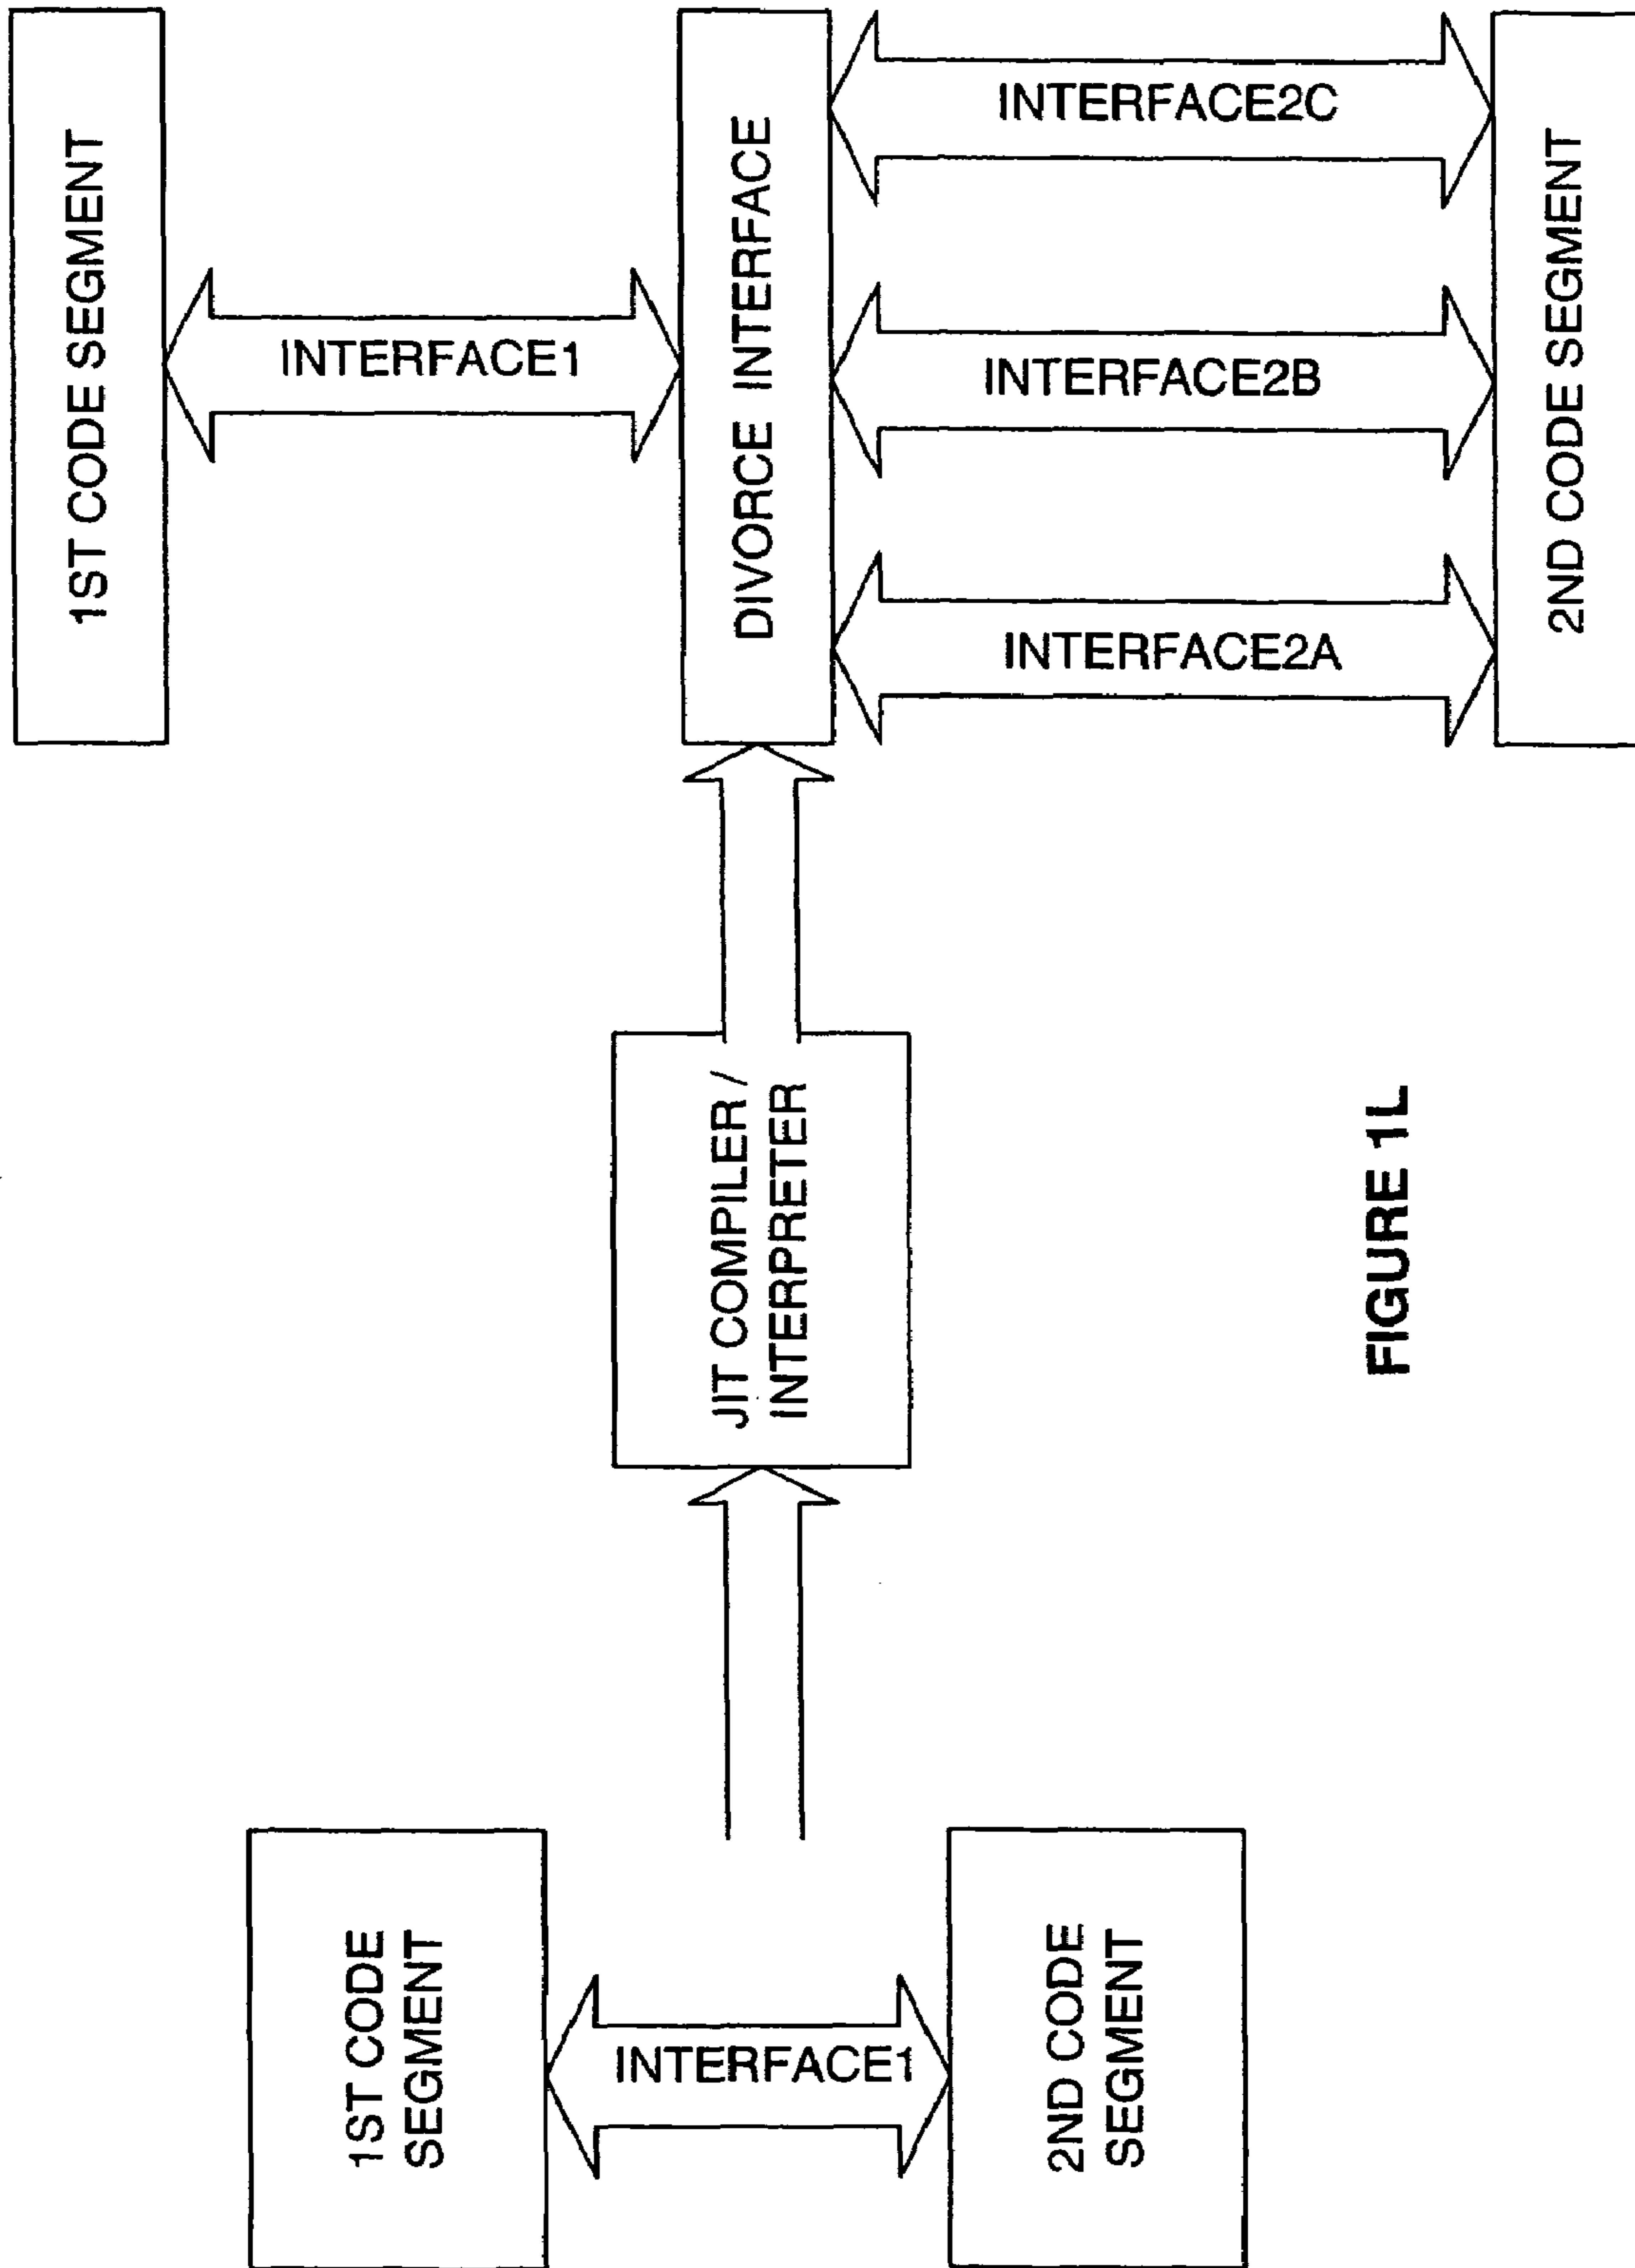 1ST CODE
SEGMENT
INTERFACE1
2ND CODE
SEGMENT
JIT COMPILER /
INTERPRETER
1ST CODE SEGMENT
INTERFACE1
DIVORCE INTERFACE
INTERFACE2A
INTERFACE2B
INTERFACE2C
2ND CODE SEGMENT
FIGURE 1L